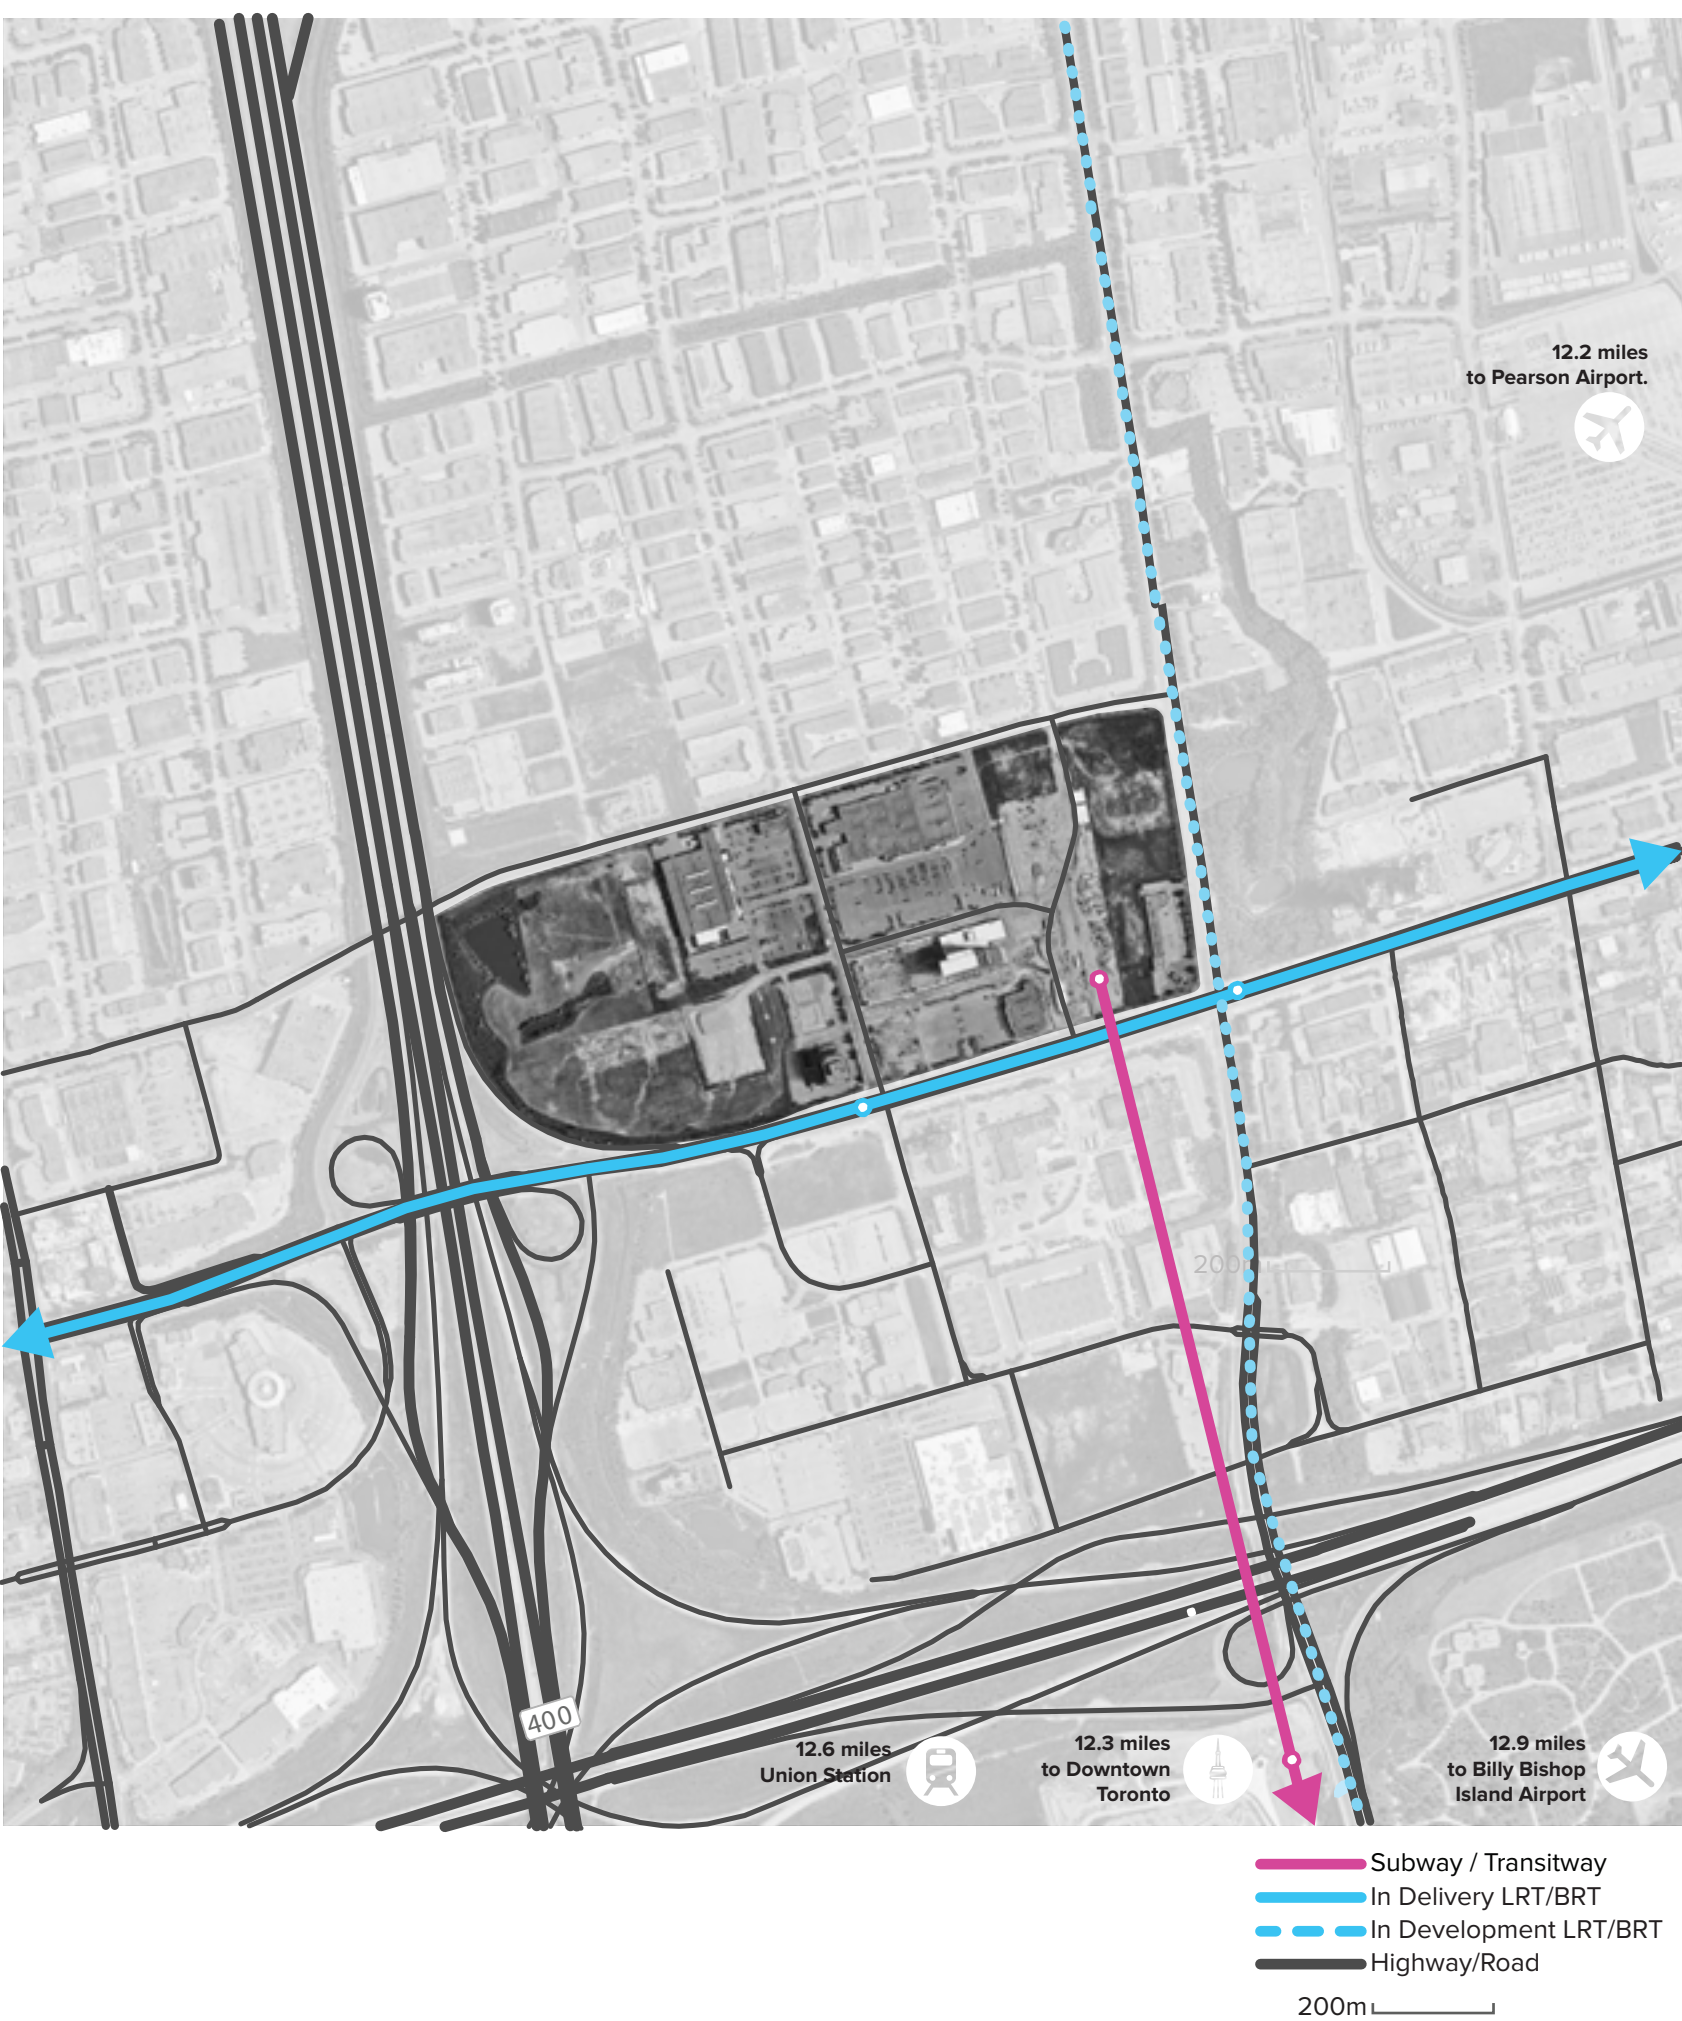 12.2 miles
to Pearson Airport.
200m
400
12.6 miles
Union Station
12.3 miles
to Downtown
Toronto
12.9 miles
to Billy Bishop
Island Airport
Subway / Transitway
In Delivery LRT/BRT
In Development LRT/BRT
Highway/Road
200m